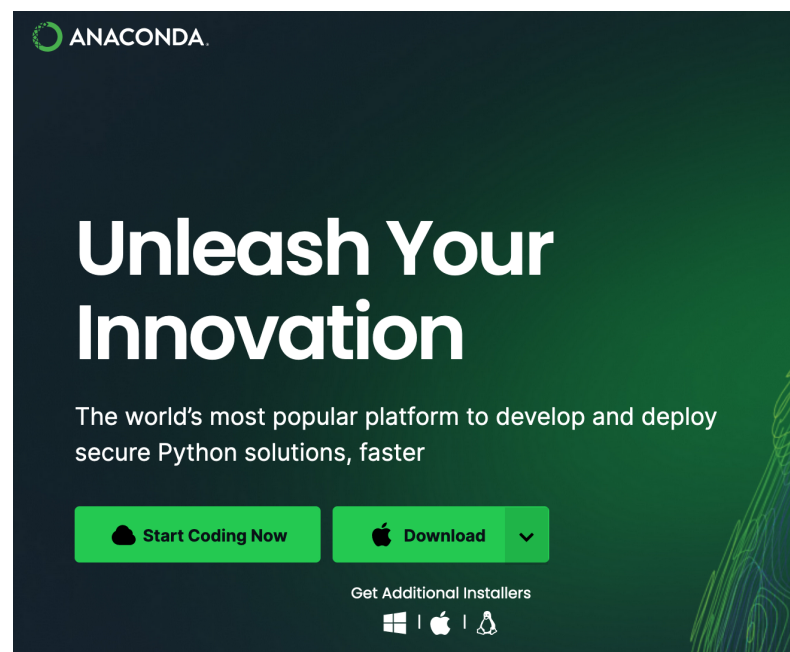 ANACONDA.
Unleash Your
Innovation
The world's most popular platform to develop and deploy
secure Python solutions, faster
Start Coding Now
Download
Get Additional Installers